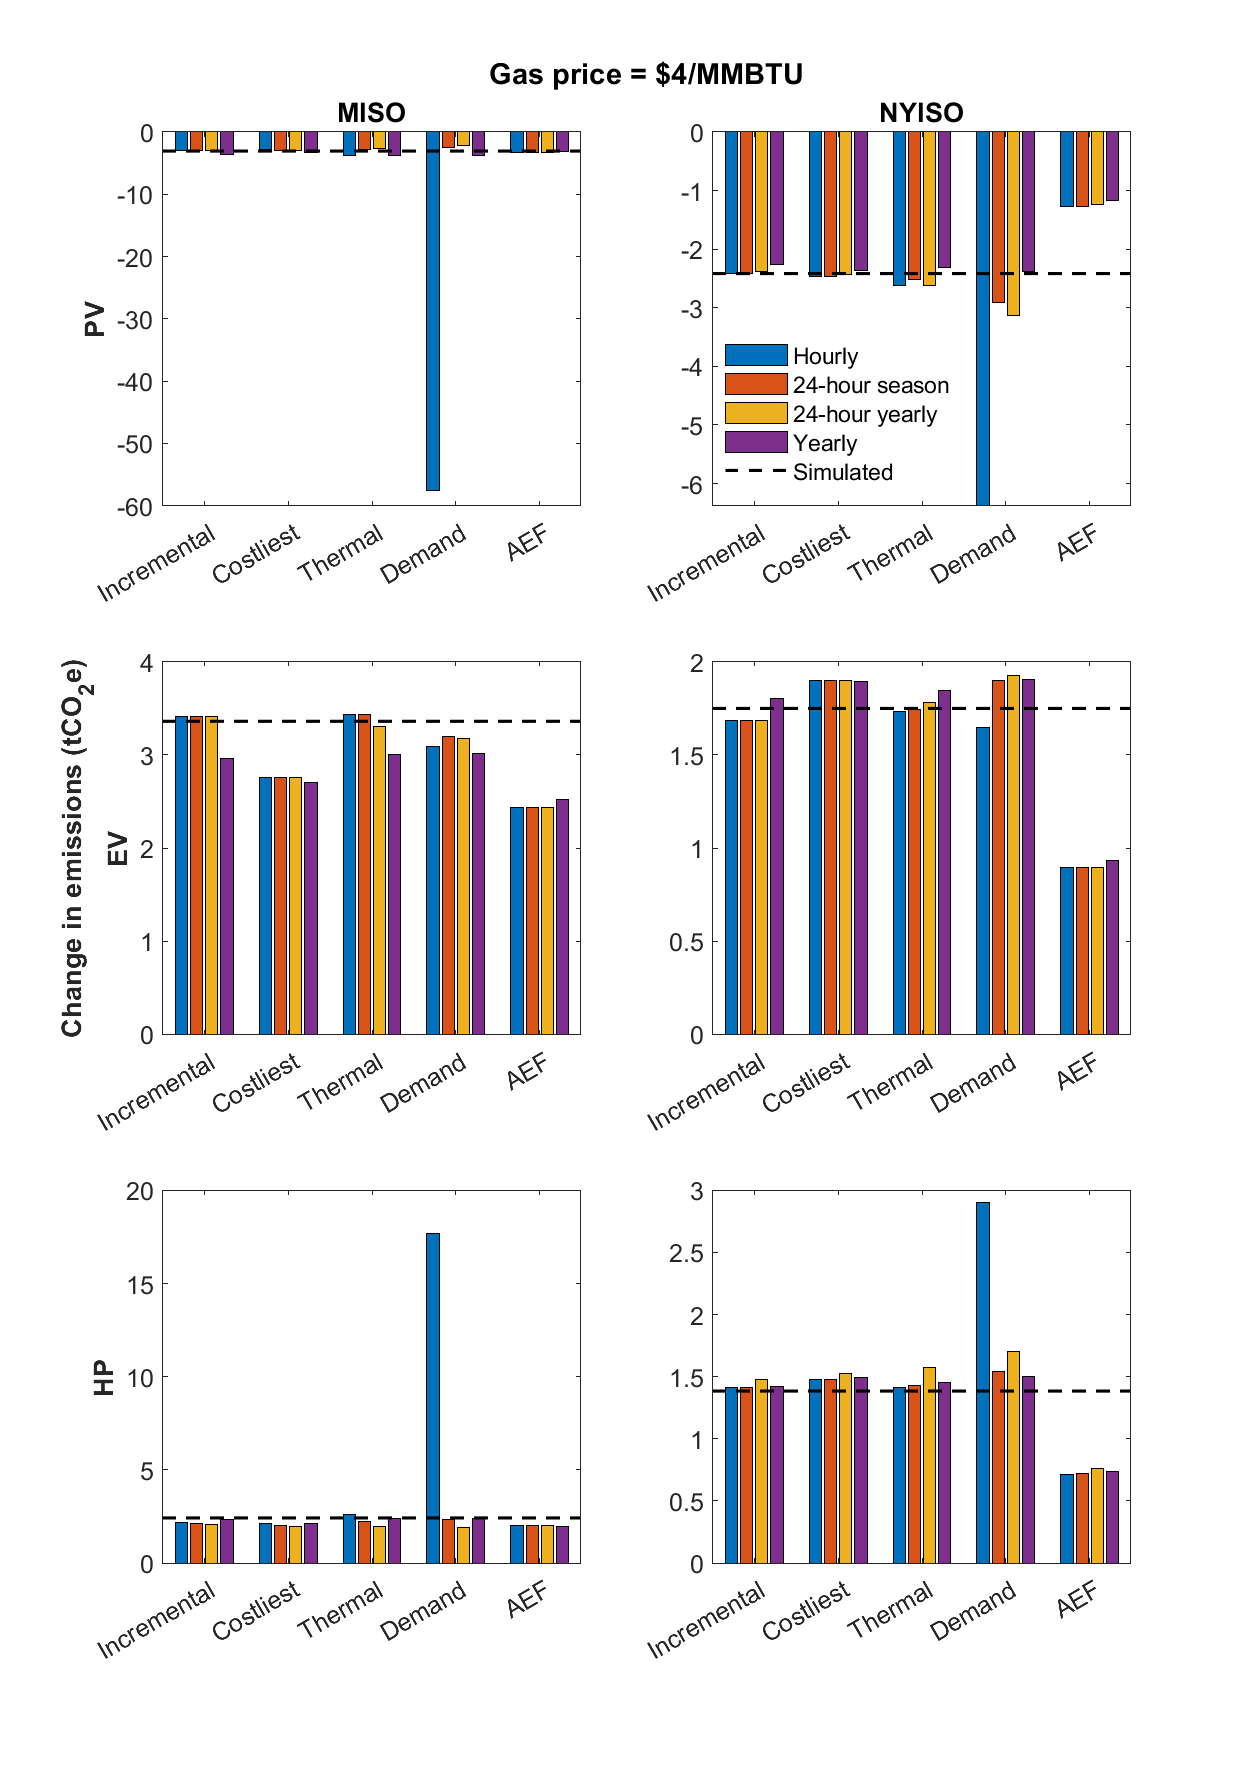 Gas price = $4/MMBTU
MISO
NYISO
PV
0
-10
-20
-30
-40
-50
-60
Incremental
Costliest
Thermal
Demand
AEF
0
-1
-2
-3
-4
-5
-6
Hourly
24-hour season
24-hour yearly
Yearly
Simulated
Incremental
Costliest
Thermal
Demand
AEF
Change in emissions (tCO2e)
EV
4
3
2
1
0
Incremental
Costliest
Thermal
Demand
AEF
2
1.5
1
0.5
0
Incremental
Costliest
Thermal
Demand
AEF
HP
20
15
10
5
0
Incremental
Costliest
Thermal
Demand
AEF
3
2.5
2
1.5
1
0.5
0
Incremental
Costliest
Thermal
Demand
AEF